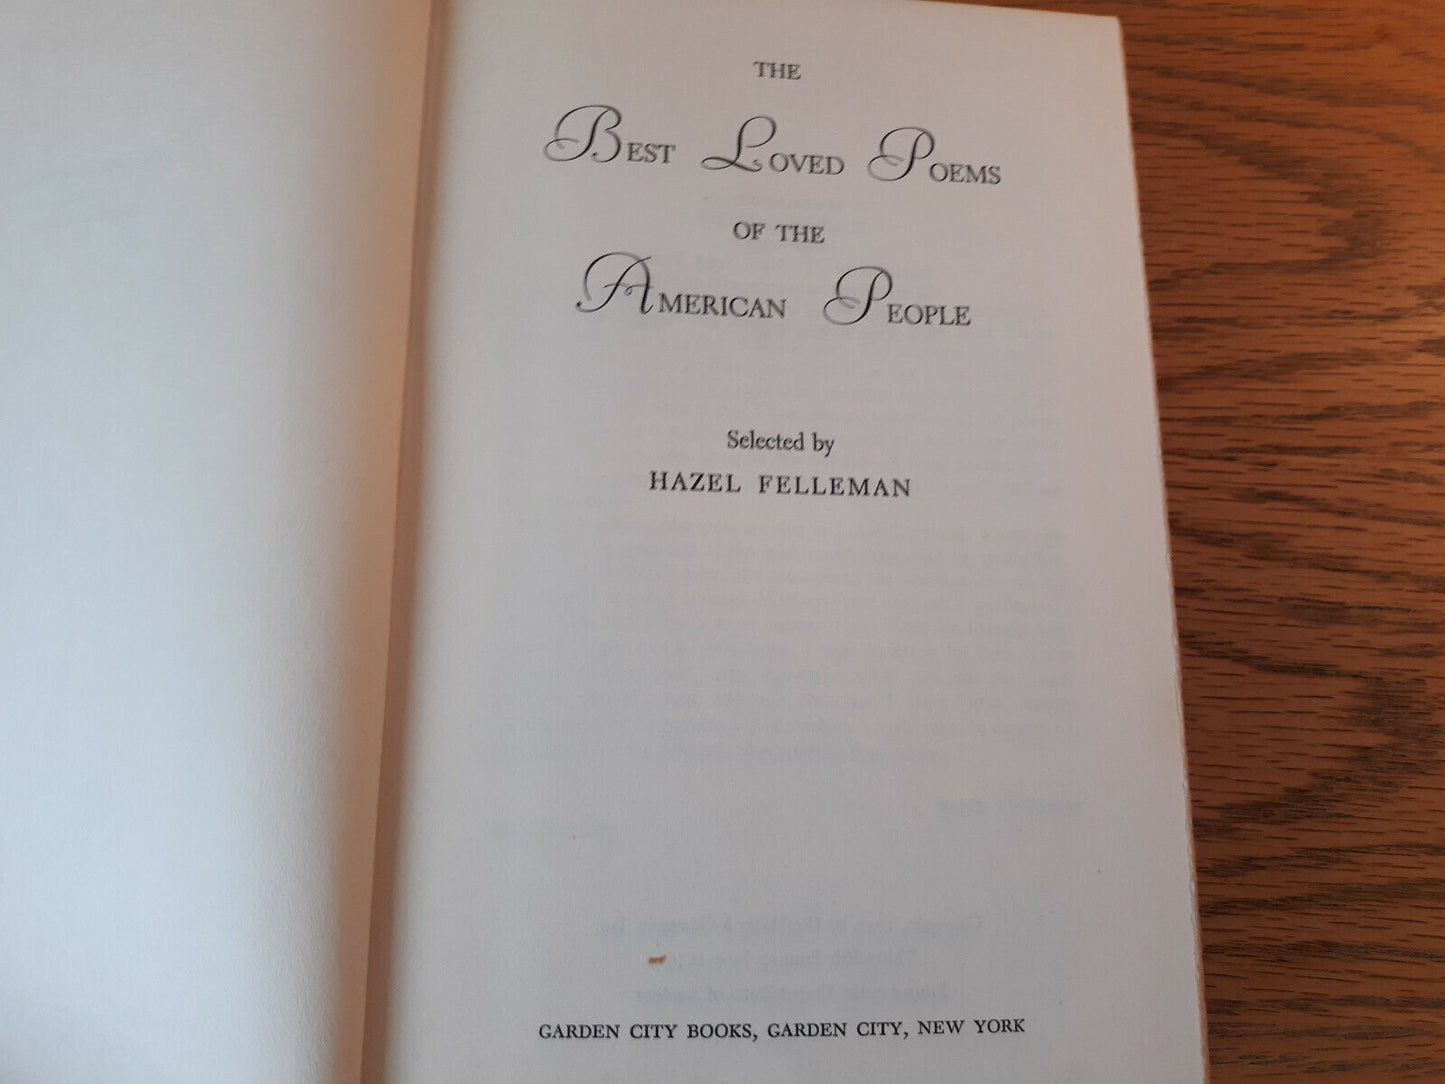 THE
BEST LOVED POEMS
OF THE
AMERICAN PEOPLE
Selected by
HAZEL FELLEMAN
GARDEN CITY BOOKS, GARDEN CITY, NEW YORK